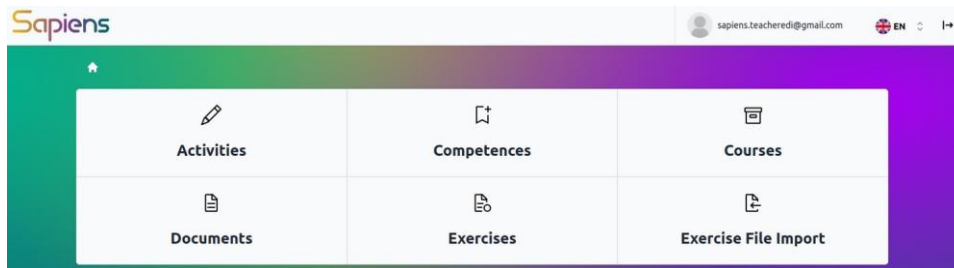 Sapiens
sapiens.teacheredi@gmail.com
EN
Activities
Competences
Courses
Documents
Exercises
Exercise File Import